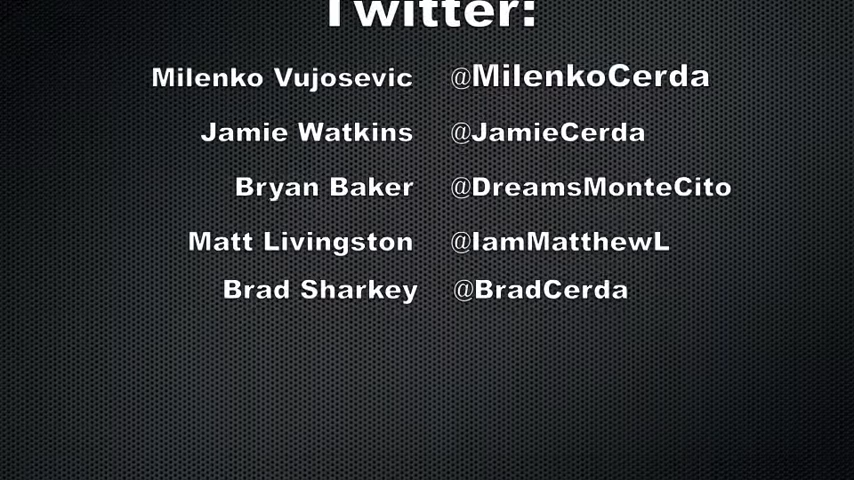 Twitter:
Milenko Vujosevic @MilenkoCerda
Jamie Watkins @JamieCerda
Bryan Baker @DreamsMonteCito
Matt Livingston @IamMatthewL
Brad Sharkey @BradCerda